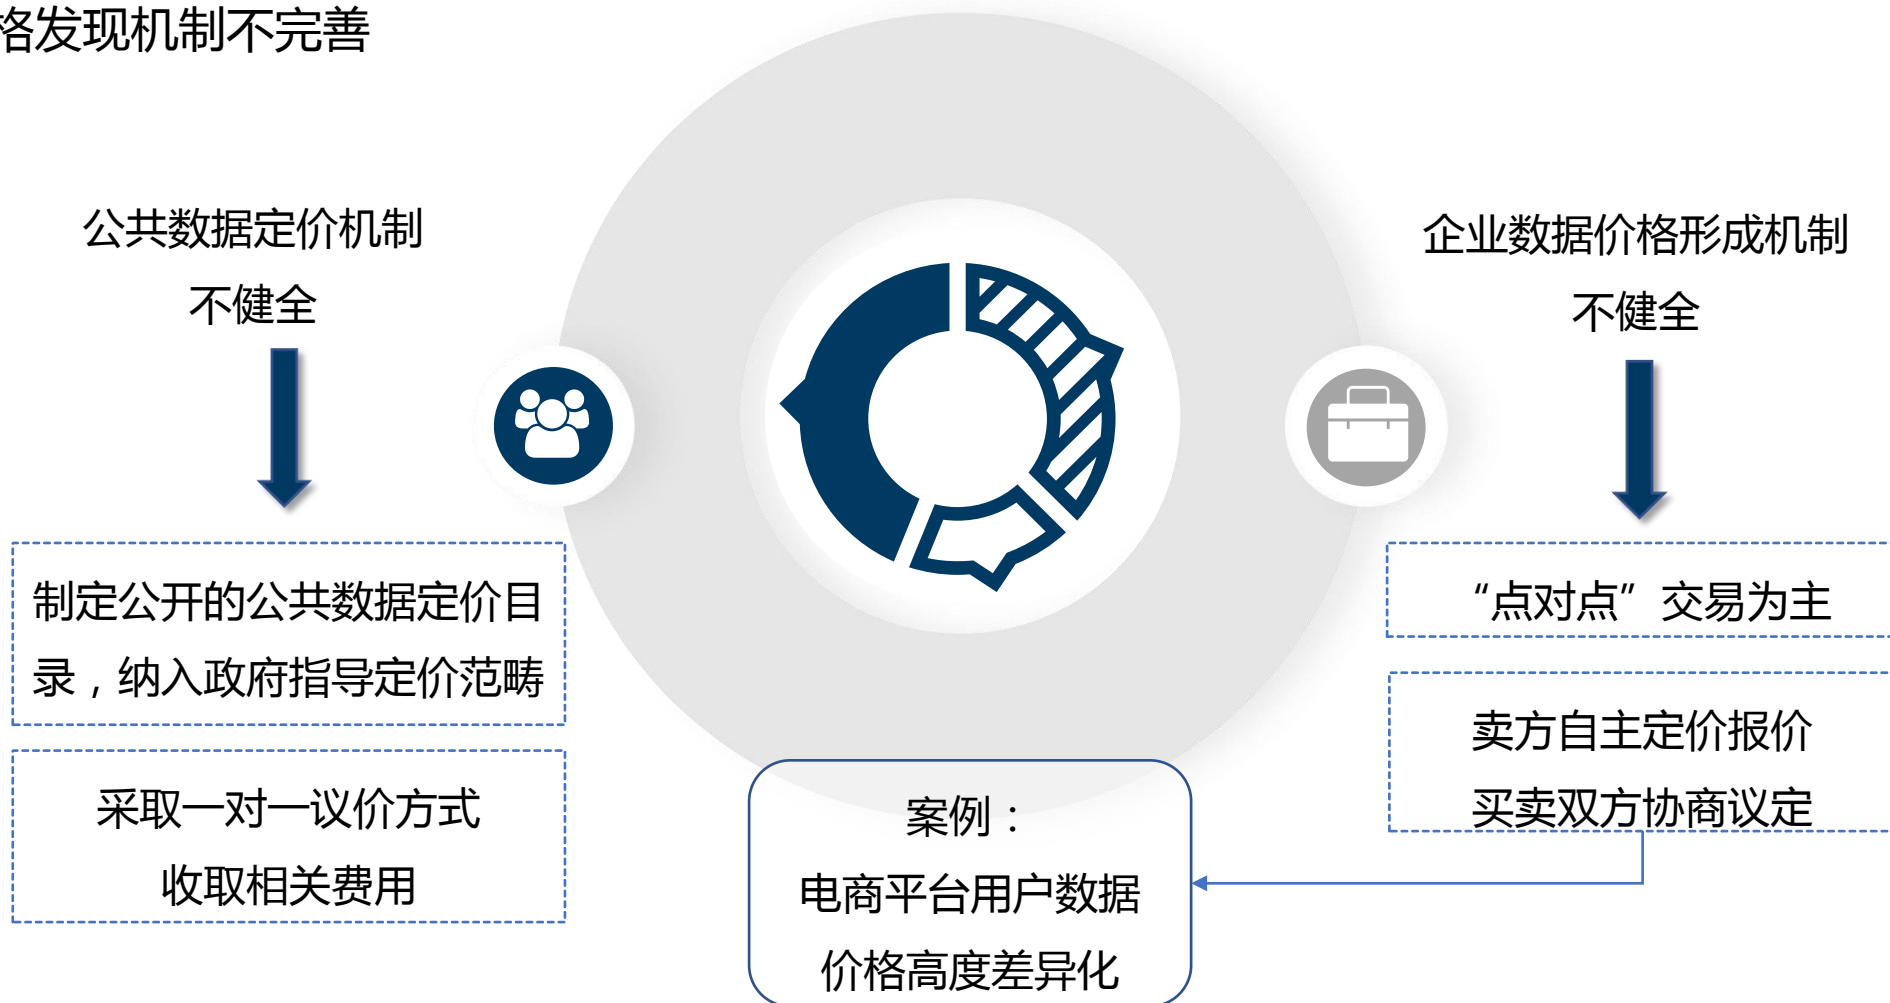 格发现机制不完善
公共数据定价机制
不健全
制定公开的公共数据定价目
录，纳入政府指导定价范畴
采取一对一议价方式
收取相关费用
企业数据价格形成机制
不健全
“点对点”交易为主
卖方自主定价报价
买卖双方协商议定
案例：
电商平台用户数据
价格高度差异化